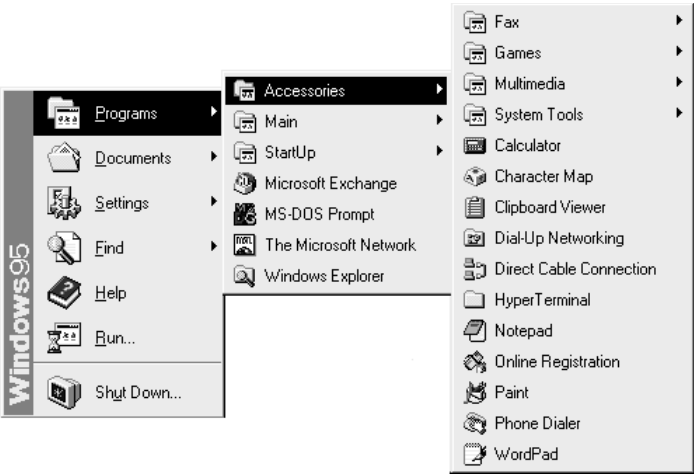 Windows95
Programs
Documents
Settings
Find
Help
Run...
Shut Down...
Accessories
Main
StartUp
Microsoft Exchange
MS-DOS Prompt
The Microsoft Network
Windows Explorer
Fax
Games
Multimedia
System Tools
Calculator
Character Map
Clipboard Viewer
Dial-Up Networking
Direct Cable Connection
HyperTerminal
Notepad
Online Registration
Paint
Phone Dialer
WordPad